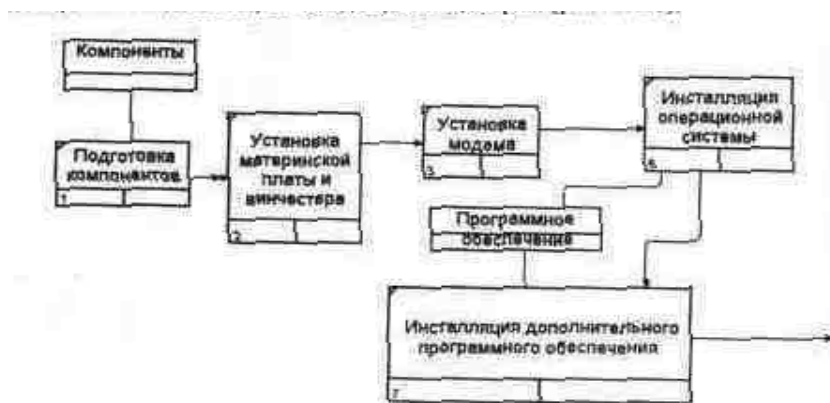 Компоненты
Подготовка
компонентов
1
Установка
материнской
платы и
винчестера
2
Установка
модема
Инсталляция
операционной
системы
Программное
обеспечение
Инсталляция дополнительного
программного обеспечения
7